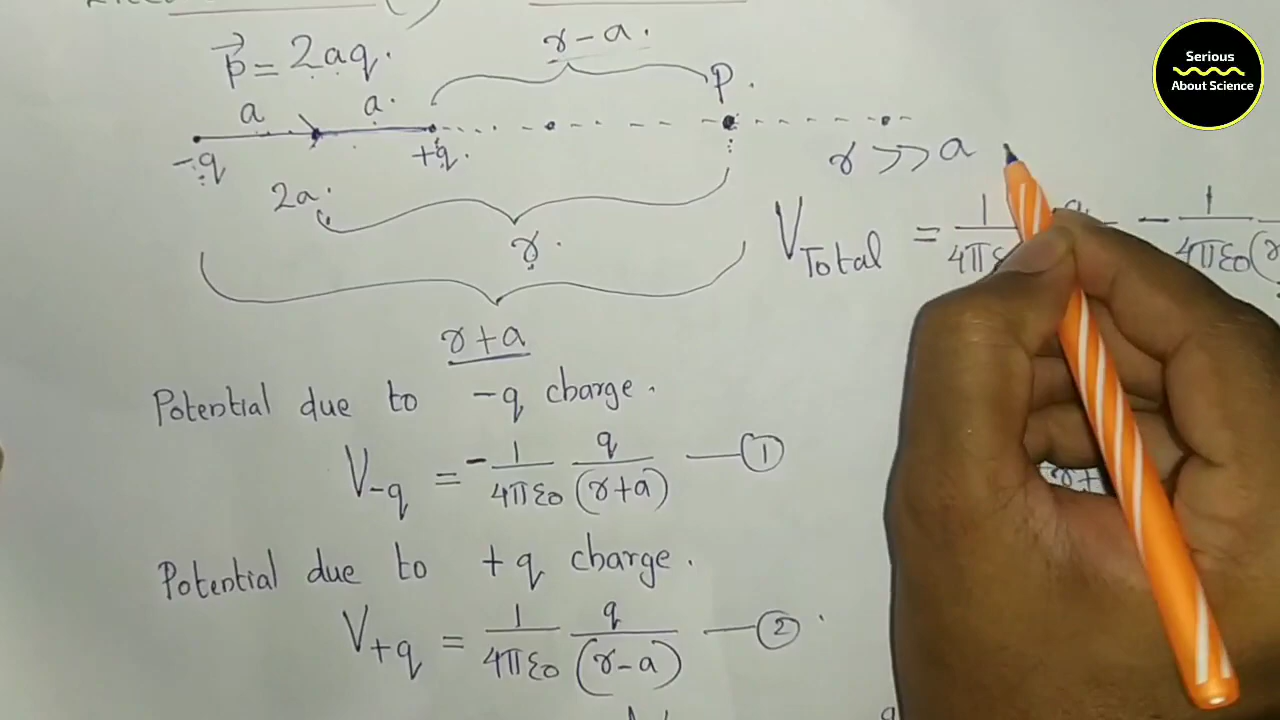 Serious
About Science
p⃗ = 2aq.
r-a.
a
a.
P.
-q
+q.
2a.
r.
r+a
r >> a
V_Total = 1/4πε₀ q - 1/4πε₀(r
Potential due to -q charge.
V_-q = -1/4πε₀ q/(r+a) — ①
Potential due to +q charge.
V_+q = 1/4πε₀ q/(r-a) — ②